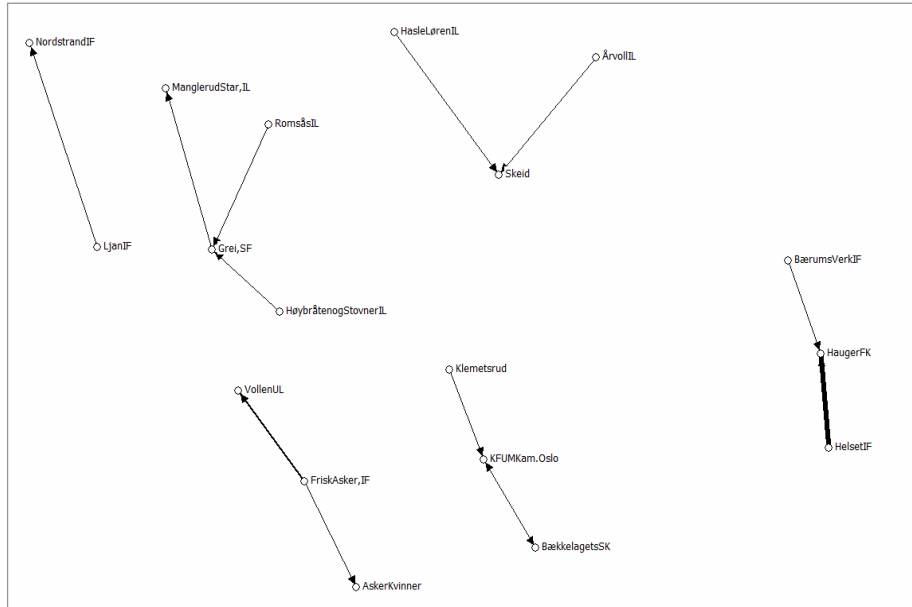 HasleLørenIL
NordstrandIF
ÅrvollIL
ManglerudStar,IL
RomsåsIL
Skeid
LjanIF
Grei,SF
BærumsVerkIF
HøybråtenogStovnerIL
HaugerFK
Klemetsrud
VollenUL
HelsetIF
KFUMKam.Oslo
FriskAsker,IF
BækkelagetsSK
AskerKvinner